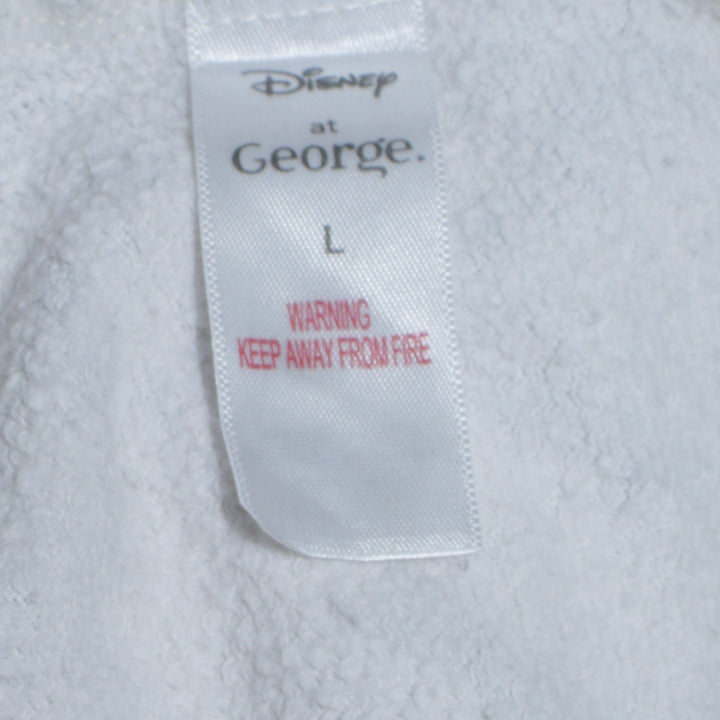 Disney
at
George.
L
WARNING
KEEP AWAY FROM FIRE